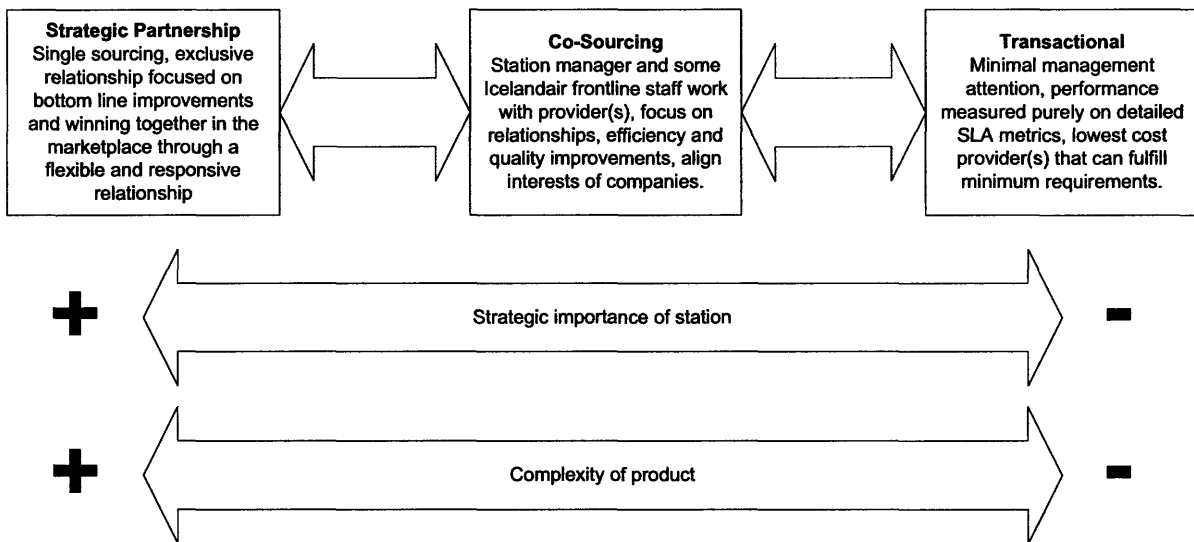 Strategic Partnership
Single sourcing, exclusive
relationship focused on
bottom line improvements
and winning together in the
marketplace through a
flexible and responsive
relationship
Co-Sourcing
Station manager and some
Icelandair frontline staff work
with provider(s), focus on
relationships, efficiency and
quality improvements, align
interests of companies.
Transactional
Minimal management
attention, performance
measured purely on detailed
SLA metrics, lowest cost
provider(s) that can fulfill
minimum requirements.
+
Strategic importance of station
-
+
Complexity of product
-